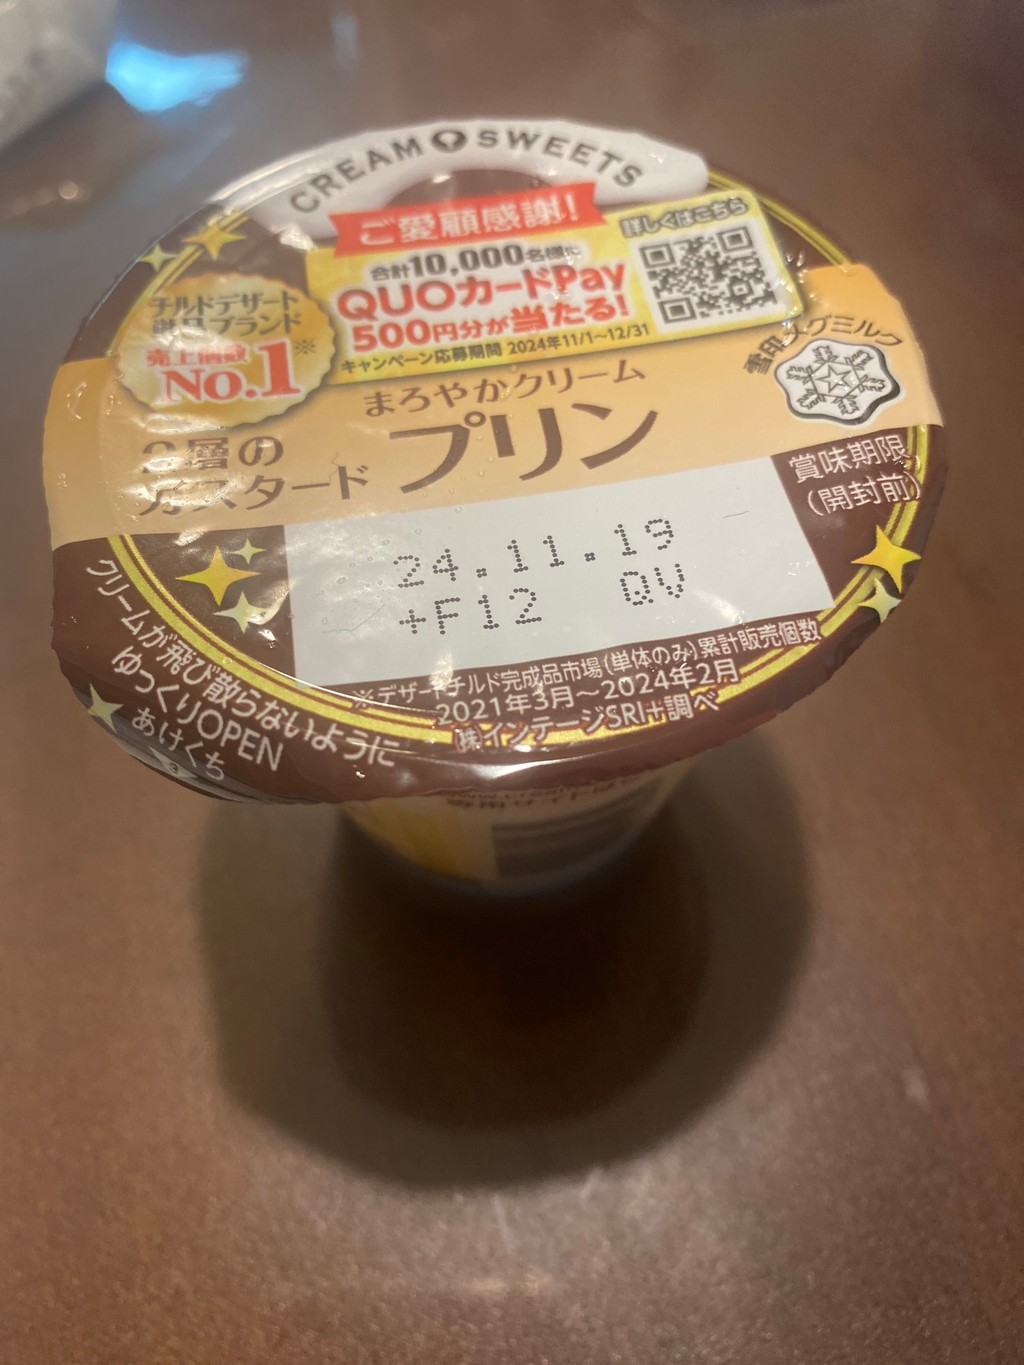 CREAM SWEETS
ご愛顧感謝!
詳しくはこちら
合計10,000名様に
QUOカードPay
500円分が当たる!
キャンペーン応募期間 2024年11/1~12/31
チルドデザート
ブランド
売上個数
No.1※
雪印メグミルク
まろやかクリーム
プリン
2層の
カスタード
賞味期限
(開封前)
24.11.19
+F12 QV
※デザートチルド完成品市場(単体のみ)累計販売個数
2021年3月~2024年2月
㈱インテージSRI+調べ
クリームが飛び散らないように
ゆっくりOPEN
あけくち